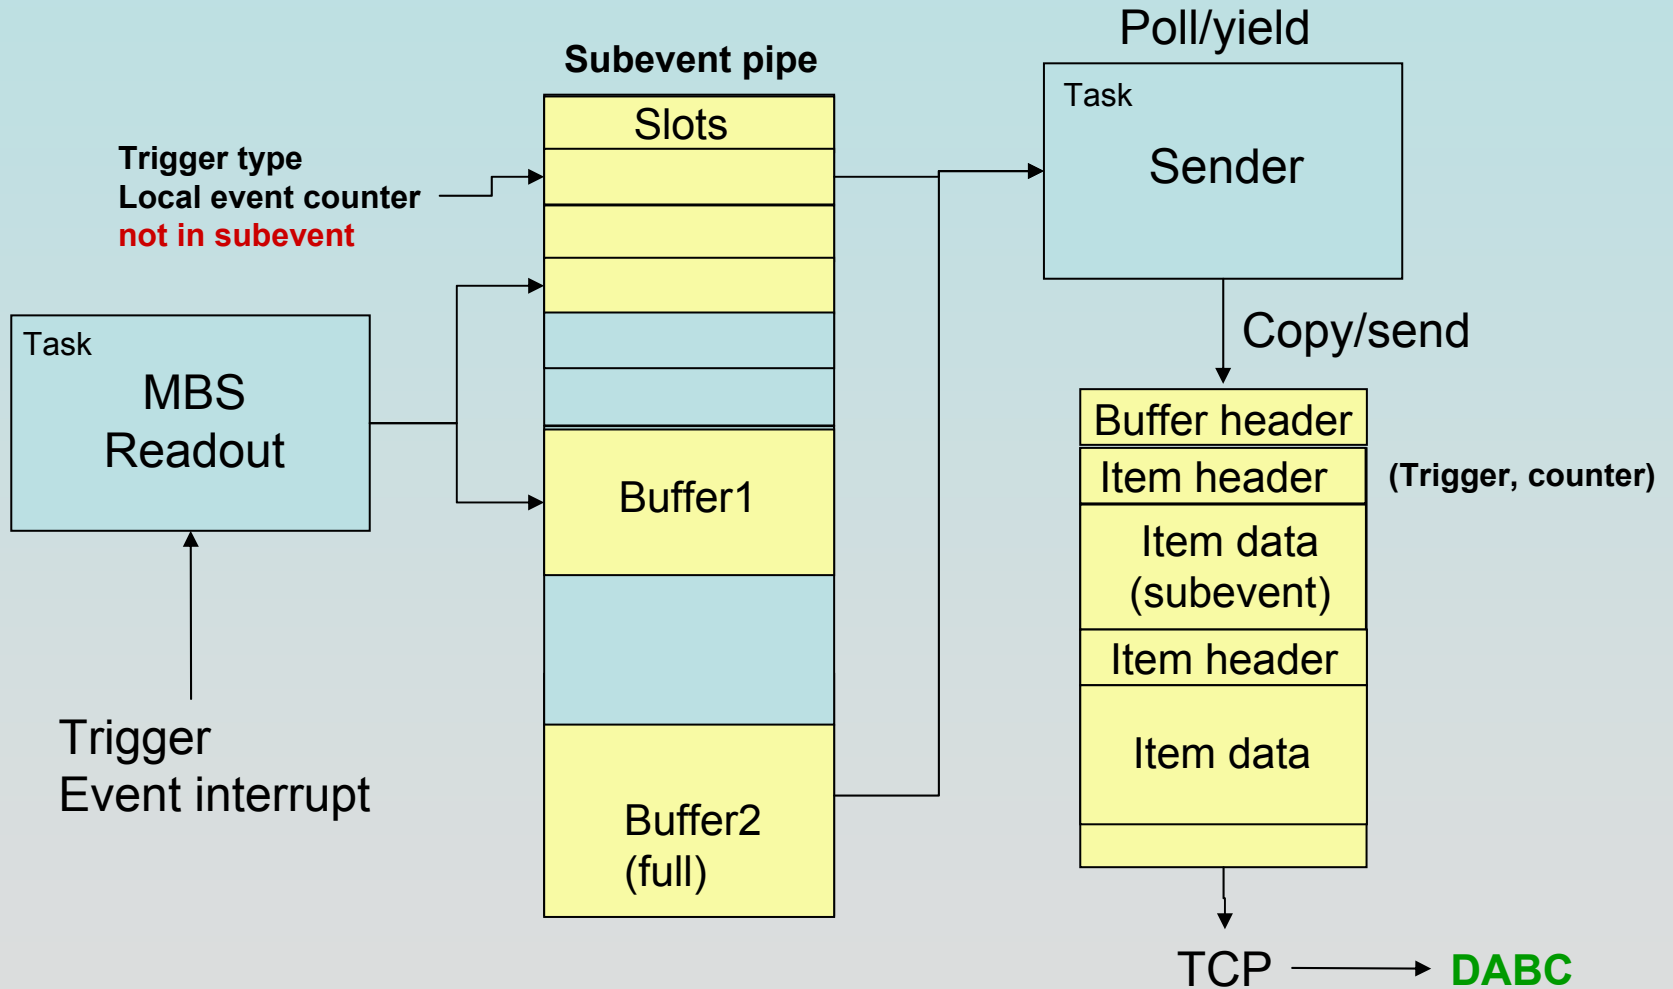 Poll/yield
Subevent pipe
Slots
Task
Sender
Trigger type
Local event counter
not in subevent
Task
MBS
Readout
Copy/send
Buffer header
Item header
(Trigger, counter)
Buffer1
Item data
(subevent)
Item header
Trigger
Event interrupt
Item data
Buffer2
(full)
TCP
DABC